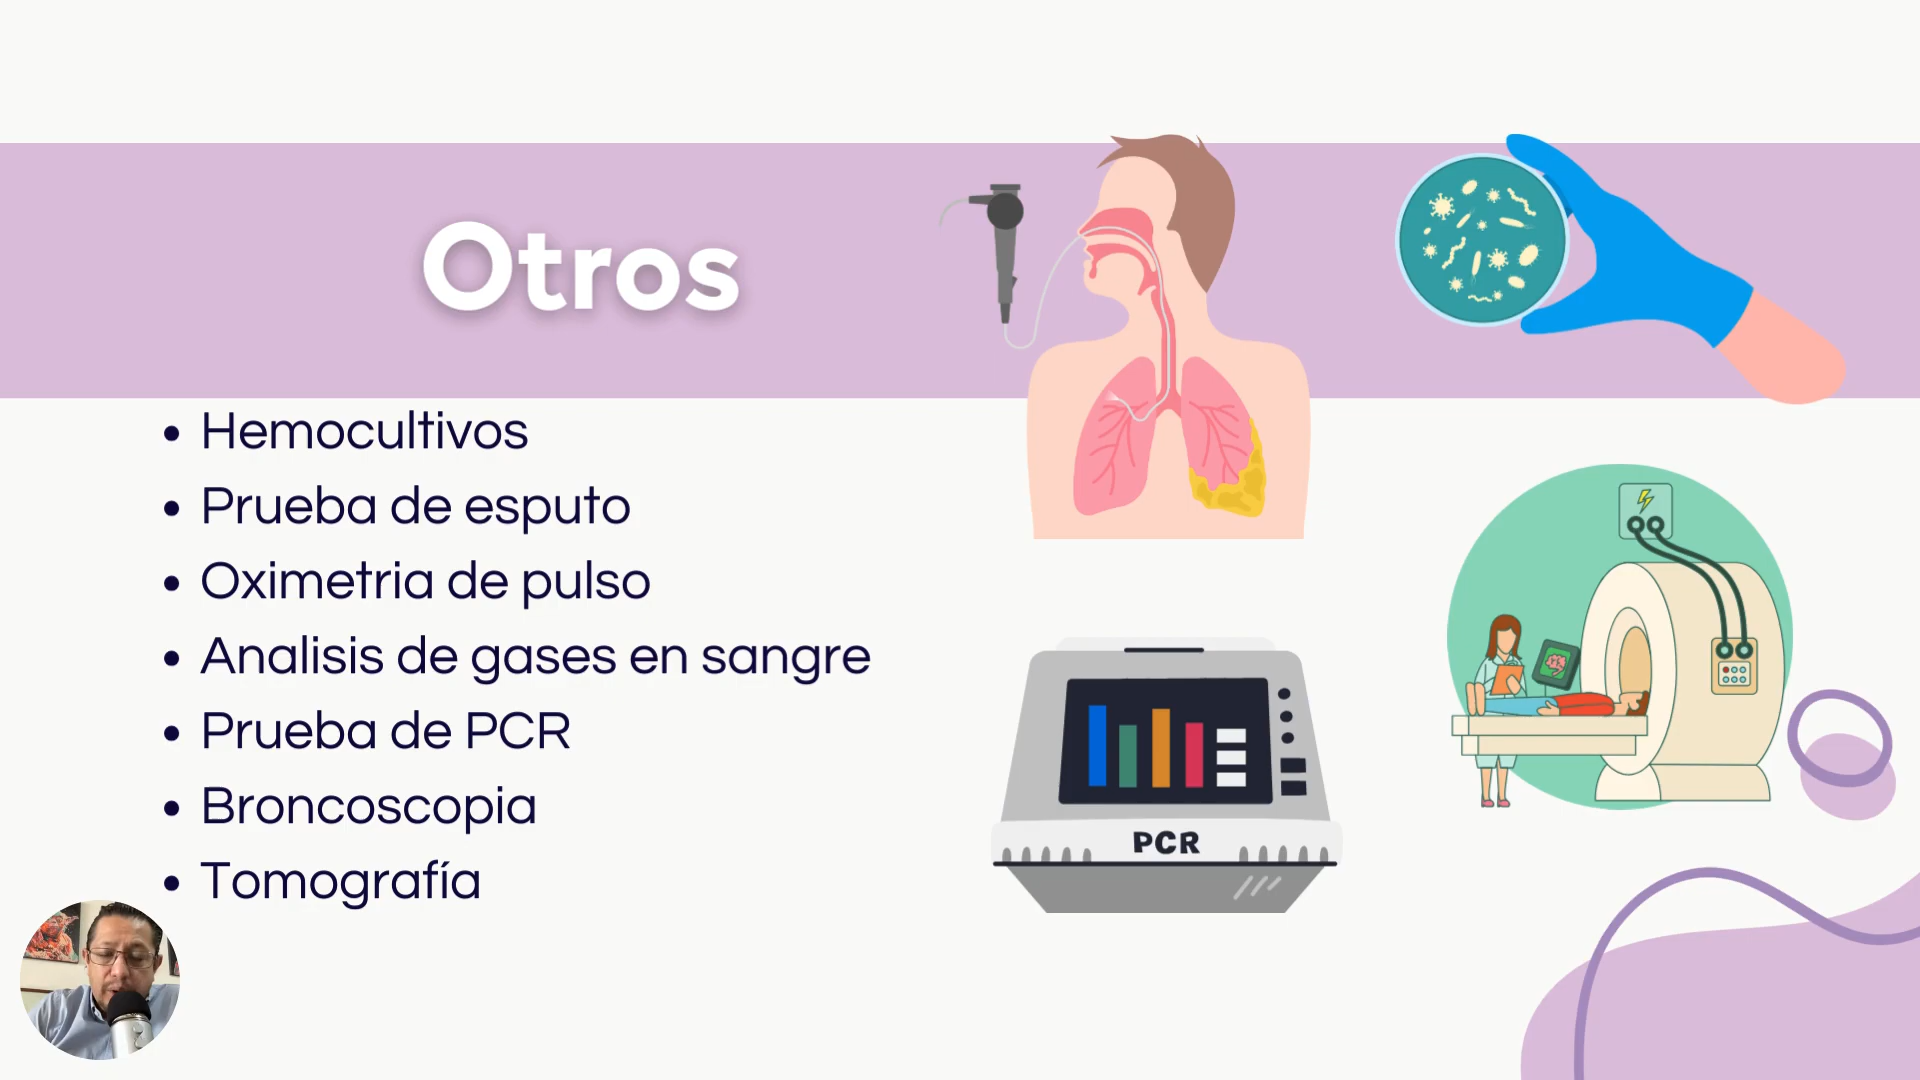 Otros
• Hemocultivos
• Prueba de esputo
• Oximetria de pulso
• Analisis de gases en sangre
• Prueba de PCR
• Broncoscopia
• Tomografía
PCR